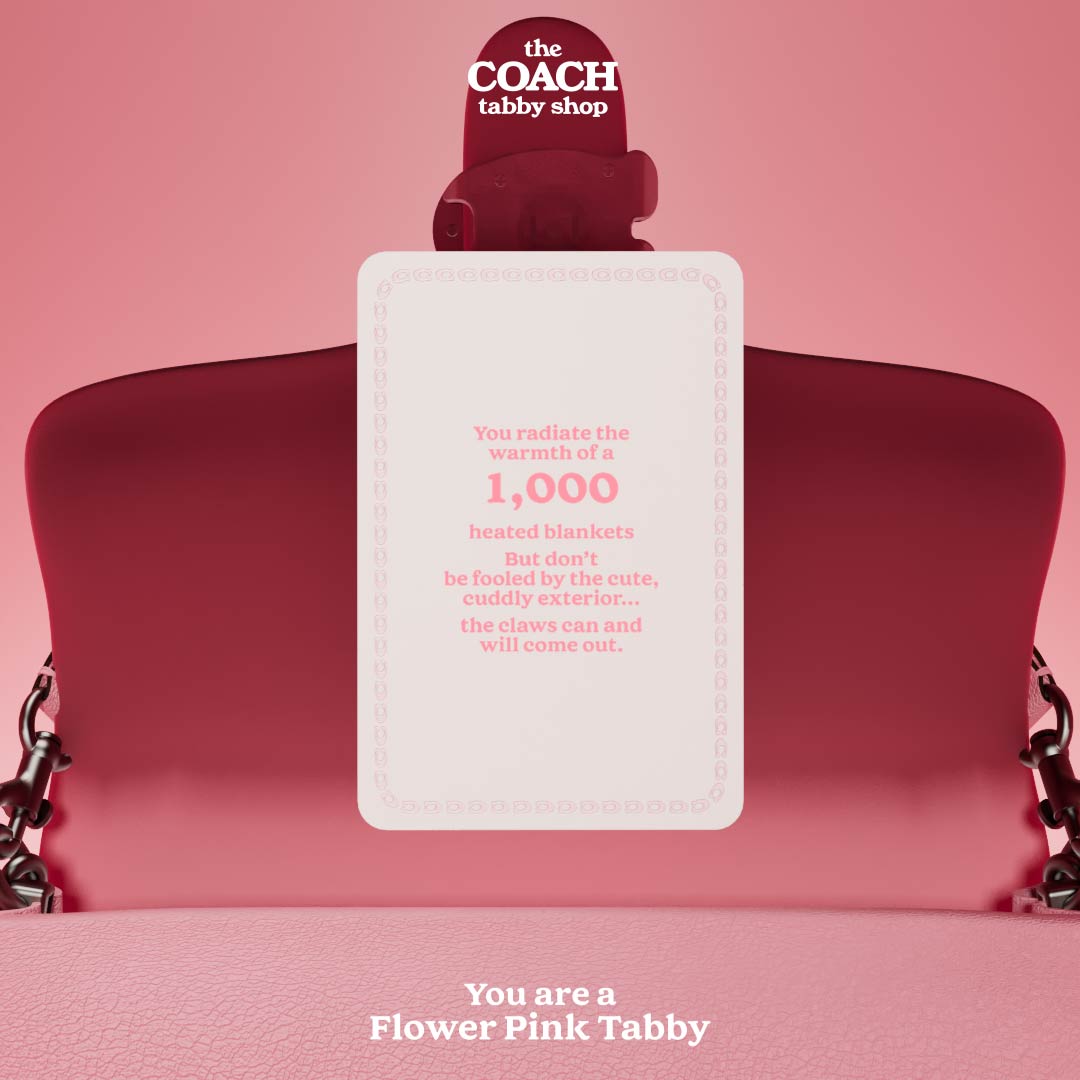 the
COACH
tabby shop
You radiate the
warmth of a
1,000
heated blankets
But don't
be fooled by the cute,
cuddly exterior...
the claws can and
will come out.
You are a
Flower Pink Tabby